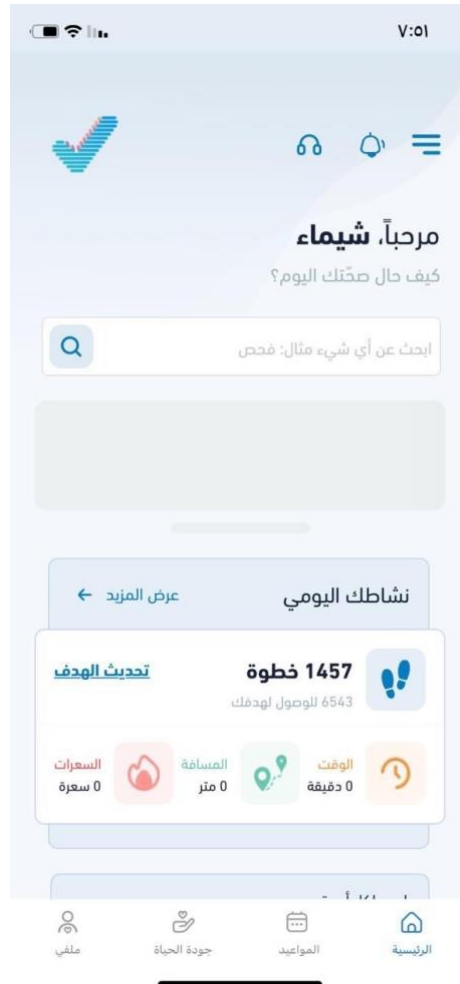 ٧:٥١
مرحباً، شيماء
كيف حال صحّتك اليوم؟
ابحث عن أي شيء مثال: فحص
نشاطك اليومي
عرض المزيد
1457 خطوة
تحديث الهدف
6543 للوصول لهدفك
الوقت
0 دقيقة
المسافة
0 متر
السعرات
0 سعرة
الرئيسية
المواعيد
جودة الحياة
ملفي